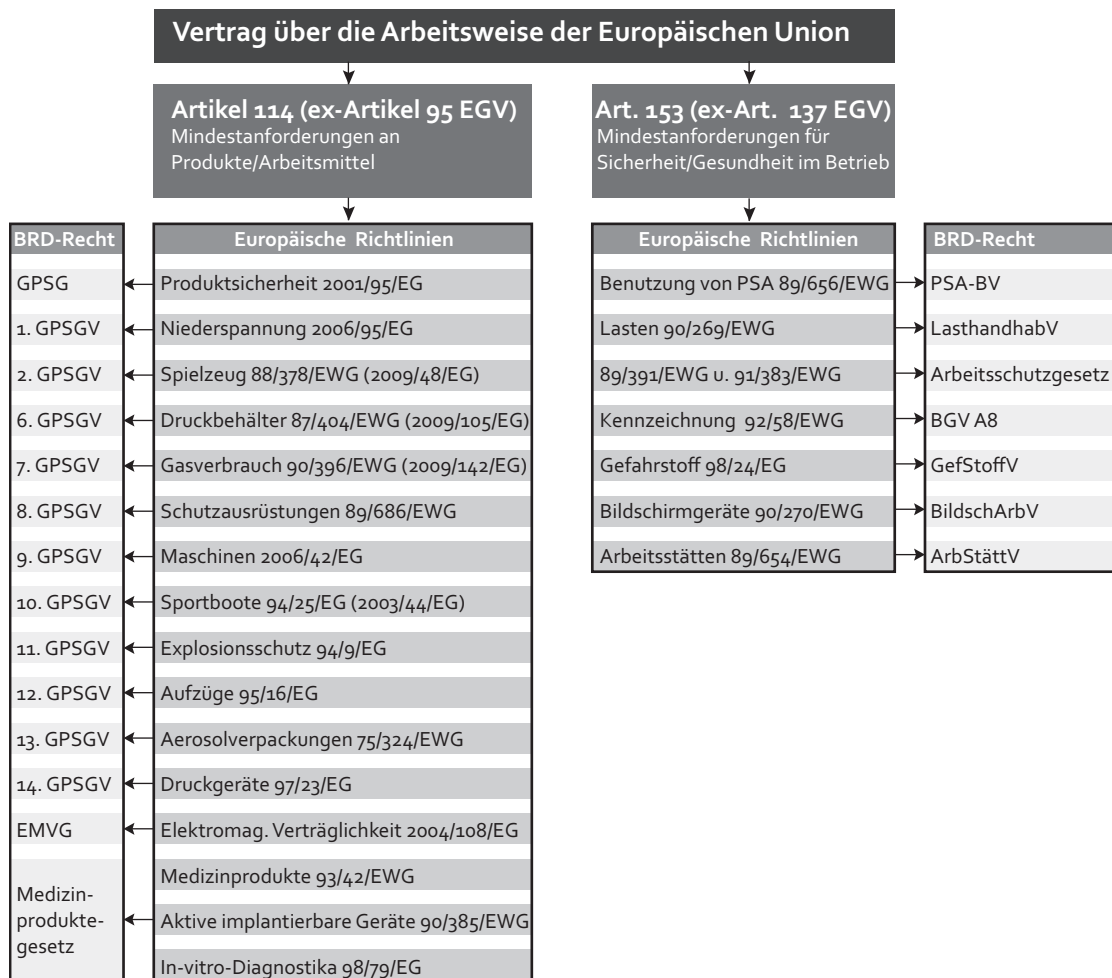 Vertrag über die Arbeitsweise der Europäischen Union
Artikel 114 (ex-Artikel 95 EGV)
Mindestanforderungen an
Produkte/Arbeitsmittel
Art. 153 (ex-Art. 137 EGV)
Mindestanforderungen für
Sicherheit/Gesundheit im Betrieb
BRD-Recht
Europäische Richtlinien
GPSG
Produktsicherheit 2001/95/EG
1. GPSGV
Niederspannung 2006/95/EG
2. GPSGV
Spielzeug 88/378/EWG (2009/48/EG)
6. GPSGV
Druckbehälter 87/404/EWG (2009/105/EG)
7. GPSGV
Gasverbrauch 90/396/EWG (2009/142/EG)
8. GPSGV
Schutzausrüstungen 89/686/EWG
9. GPSGV
Maschinen 2006/42/EG
10. GPSGV
Sportboote 94/25/EG (2003/44/EG)
11. GPSGV
Explosionsschutz 94/9/EG
12. GPSGV
Aufzüge 95/16/EG
13. GPSGV
Aerosolverpackungen 75/324/EWG
14. GPSGV
Druckgeräte 97/23/EG
EMVG
Elektromag. Verträglichkeit 2004/108/EG
Medizin-
produkte-
gesetz
Medizinprodukte 93/42/EWG
Aktive implantierbare Geräte 90/385/EWG
In-vitro-Diagnostika 98/79/EG
Europäische Richtlinien
BRD-Recht
Benutzung von PSA 89/656/EWG
PSA-BV
Lasten 90/269/EWG
LasthandhabV
89/391/EWG u. 91/383/EWG
Arbeitsschutzgesetz
Kennzeichnung 92/58/EWG
BGV A8
Gefahrstoff 98/24/EG
GefStoffV
Bildschirmgeräte 90/270/EWG
BildschArbV
Arbeitsstätten 89/654/EWG
ArbStättV